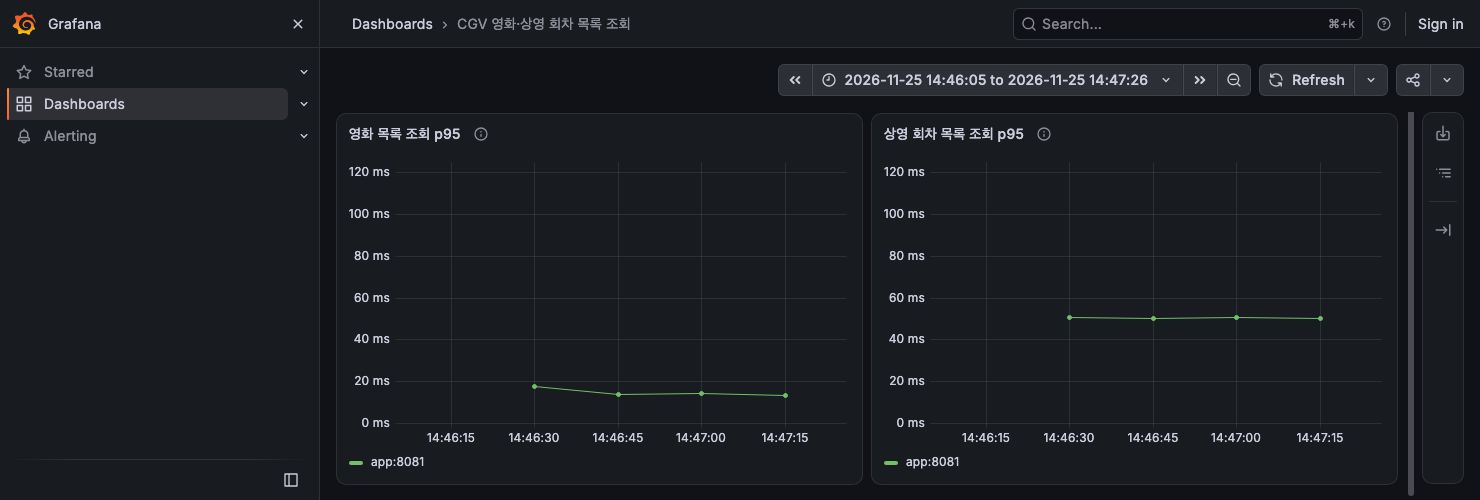 Grafana
Dashboards › CGV 영화·상영 회차 목록 조회
Search...
⌘+k
Sign in
Starred
Dashboards
Alerting
2026-11-25 14:46:05 to 2026-11-25 14:47:26
Refresh
영화 목록 조회 p95
120 ms
100 ms
80 ms
60 ms
40 ms
20 ms
0 ms
14:46:15 14:46:30 14:46:45 14:47:00 14:47:15
app:8081
상영 회차 목록 조회 p95
120 ms
100 ms
80 ms
60 ms
40 ms
20 ms
0 ms
14:46:15 14:46:30 14:46:45 14:47:00 14:47:15
app:8081